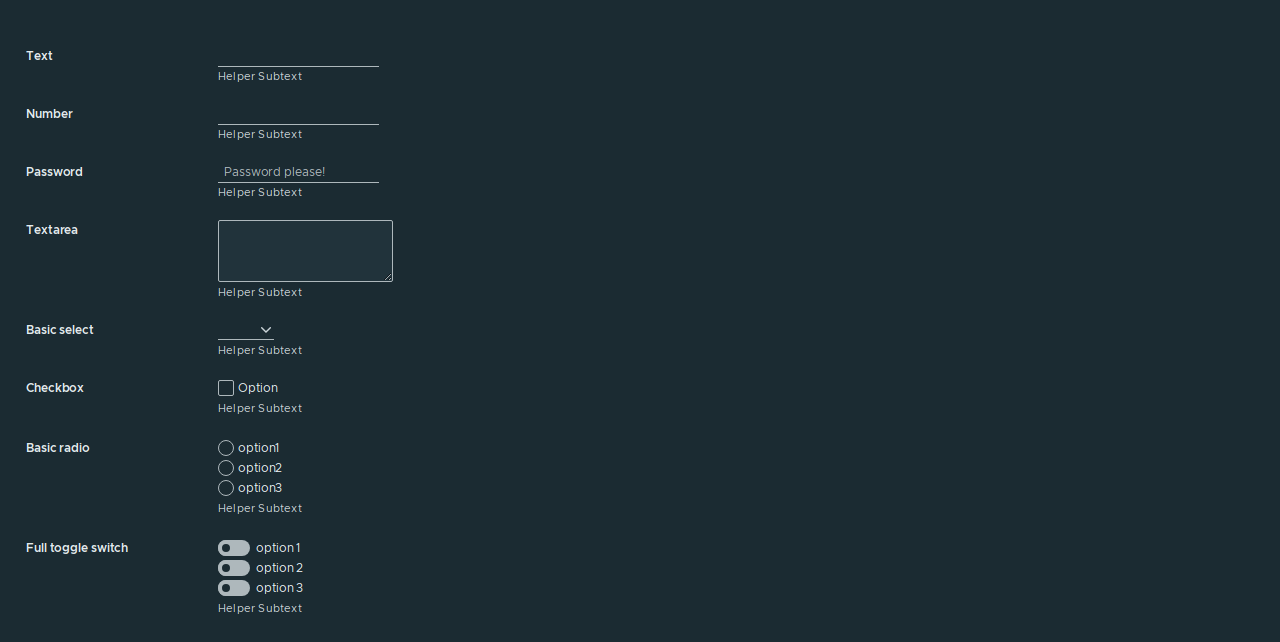 Text
Helper Subtext
Number
Helper Subtext
Password
Password please!
Helper Subtext
Textarea
Helper Subtext
Basic select
Helper Subtext
Checkbox
Option
Helper Subtext
Basic radio
option1
option2
option3
Helper Subtext
Full toggle switch
option 1
option 2
option 3
Helper Subtext